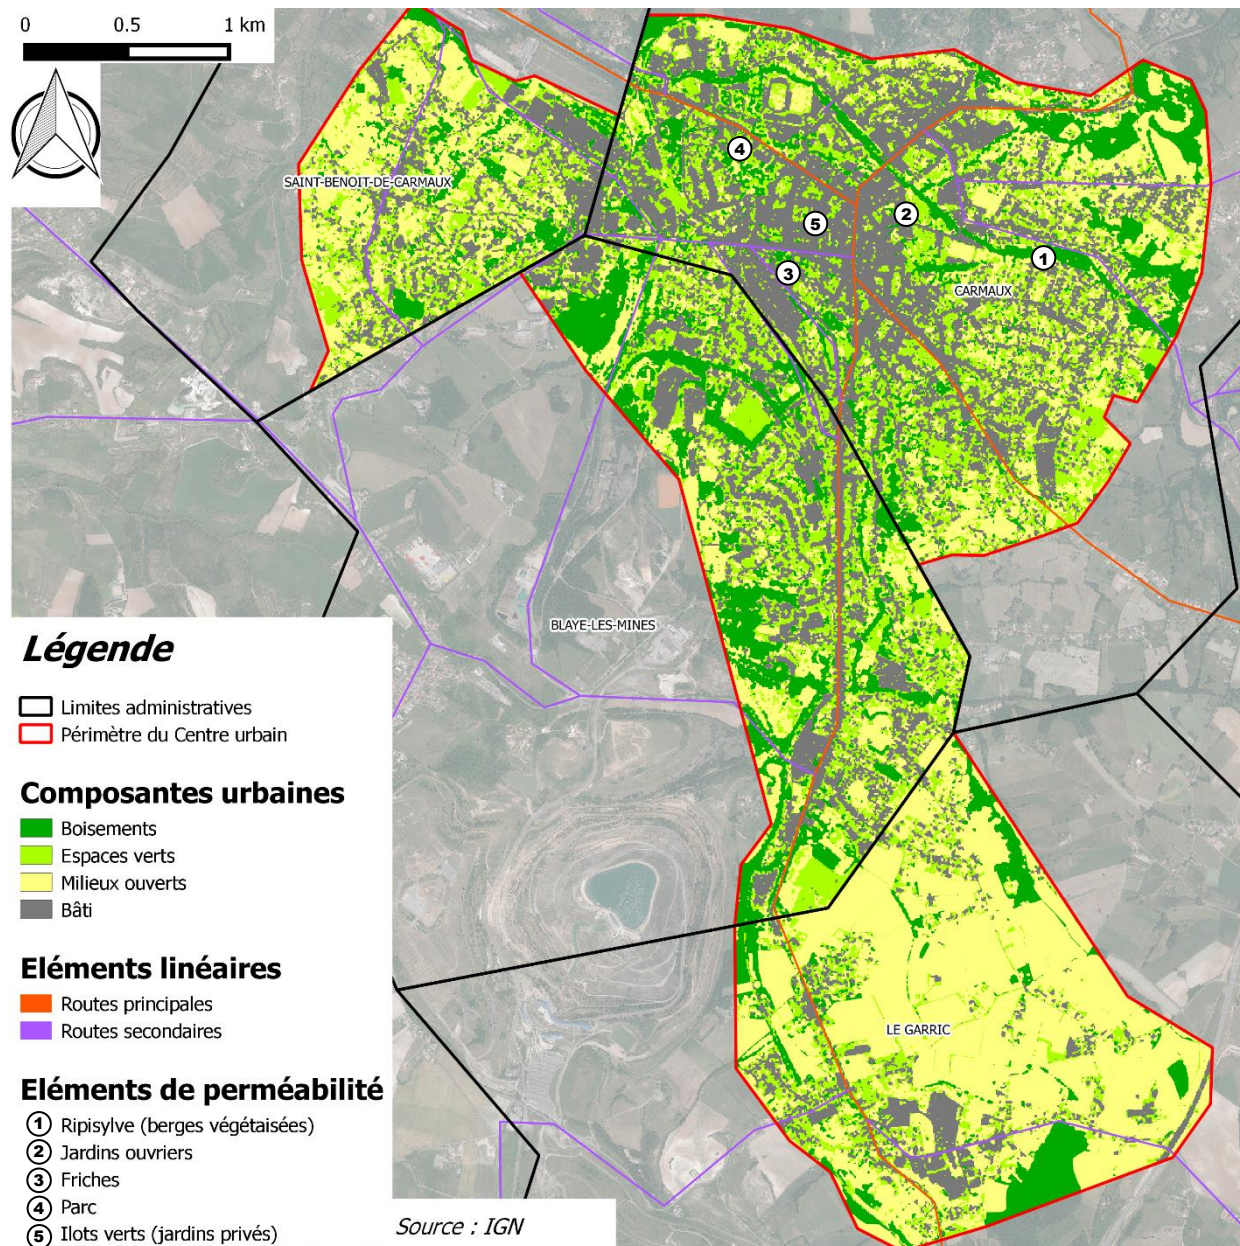 0 0.5 1 km
SAINT-BENOIT-DE-CARMAUX
4
5
2
3
1
CARMAUX
BLAYE-LES-MINES
LE GARRIC
Légende
Limites administratives
Périmètre du Centre urbain
Composantes urbaines
Boisements
Espaces verts
Milieux ouverts
Bâti
Eléments linéaires
Routes principales
Routes secondaires
Eléments de perméabilité
1 Ripisylve (berges végétaisées)
2 Jardins ouvriers
3 Friches
4 Parc
5 Ilots verts (jardins privés)
Source : IGN